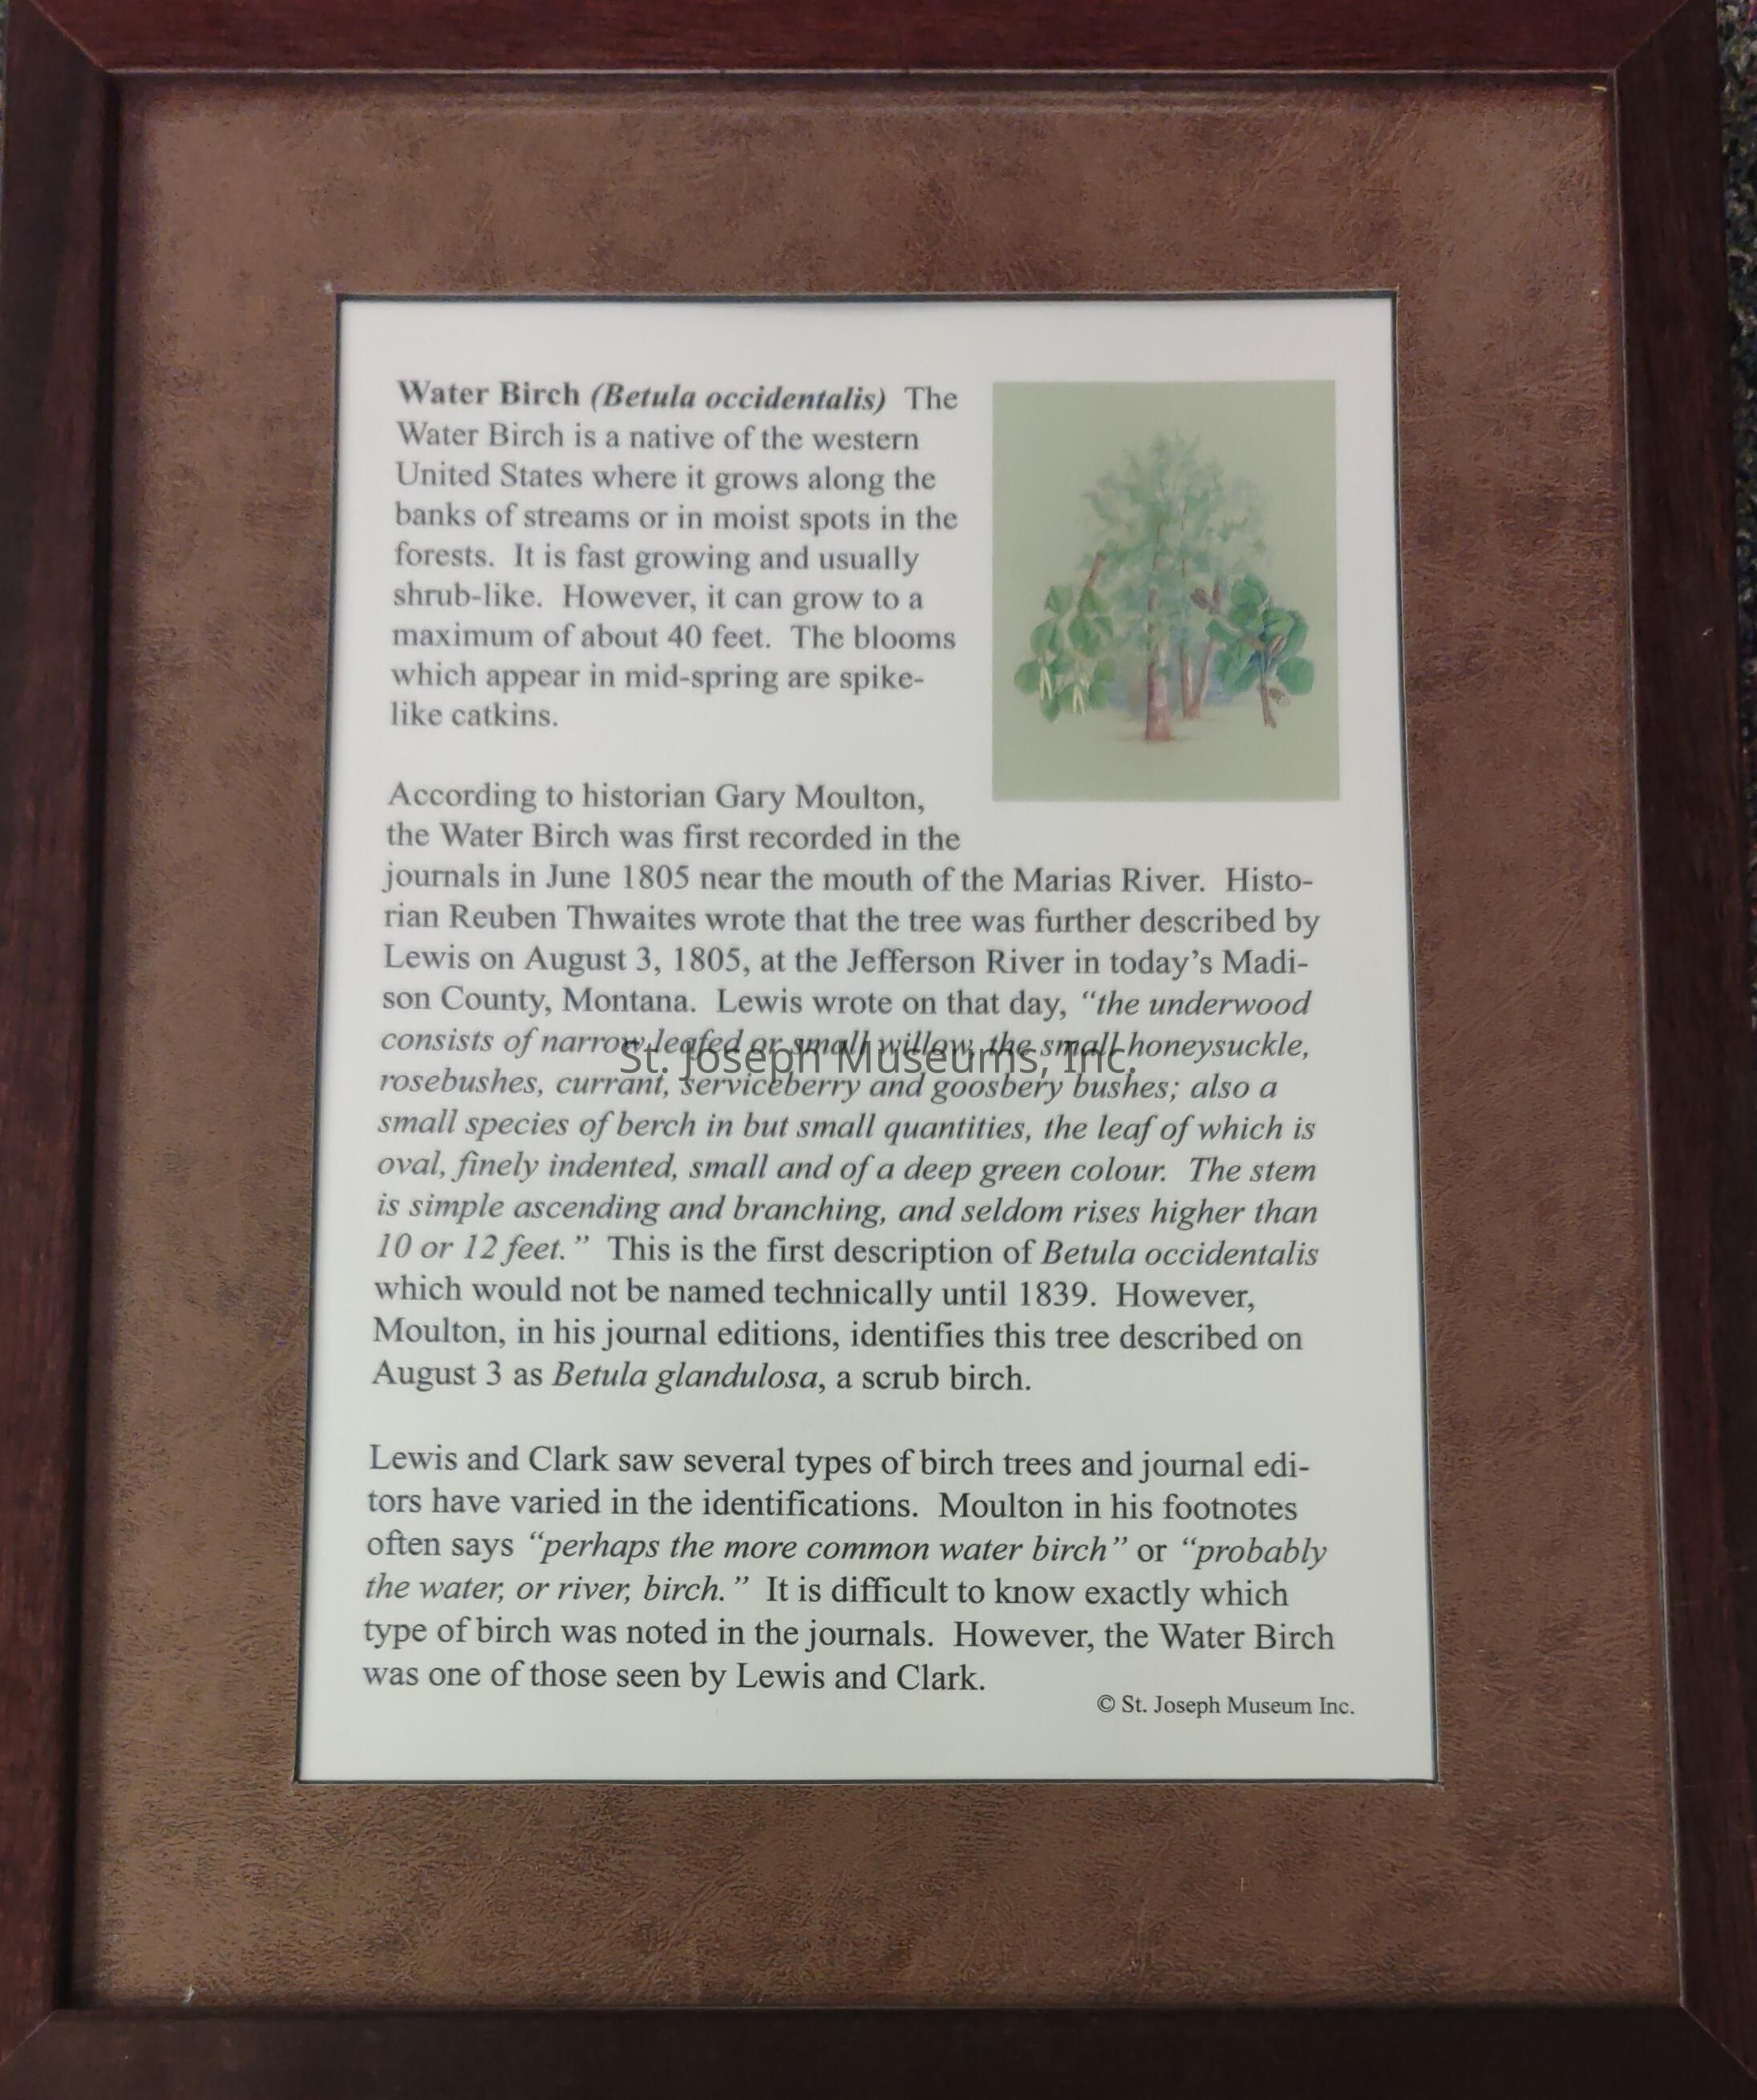 Water Birch (Betula occidentalis)  The
Water Birch is a native of the western
United States where it grows along the
banks of streams or in moist spots in the
forests.  It is fast growing and usually
shrub-like.  However, it can grow to a
maximum of about 40 feet.  The blooms
which appear in mid-spring are spike-
like catkins.
According to historian Gary Moulton,
the Water Birch was first recorded in the
journals in June 1805 near the mouth of the Marias River.  Histo-
rian Reuben Thwaites wrote that the tree was further described by
Lewis on August 3, 1805, at the Jefferson River in today's Madi-
son County, Montana.  Lewis wrote on that day, “the underwood
consists of narrow leafed or small willow, the small honeysuckle,
St. Joseph Museums, Inc.
rosebushes, currant, serviceberry and goosbery bushes; also a
small species of berch in but small quantities, the leaf of which is
oval, finely indented, small and of a deep green colour.  The stem
is simple ascending and branching, and seldom rises higher than
10 or 12 feet.”  This is the first description of Betula occidentalis
which would not be named technically until 1839.  However,
Moulton, in his journal editions, identifies this tree described on
August 3 as Betula glandulosa, a scrub birch.
Lewis and Clark saw several types of birch trees and journal edi-
tors have varied in the identifications.  Moulton in his footnotes
often says “perhaps the more common water birch” or “probably
the water, or river, birch.”  It is difficult to know exactly which
type of birch was noted in the journals.  However, the Water Birch
was one of those seen by Lewis and Clark.
© St. Joseph Museum Inc.